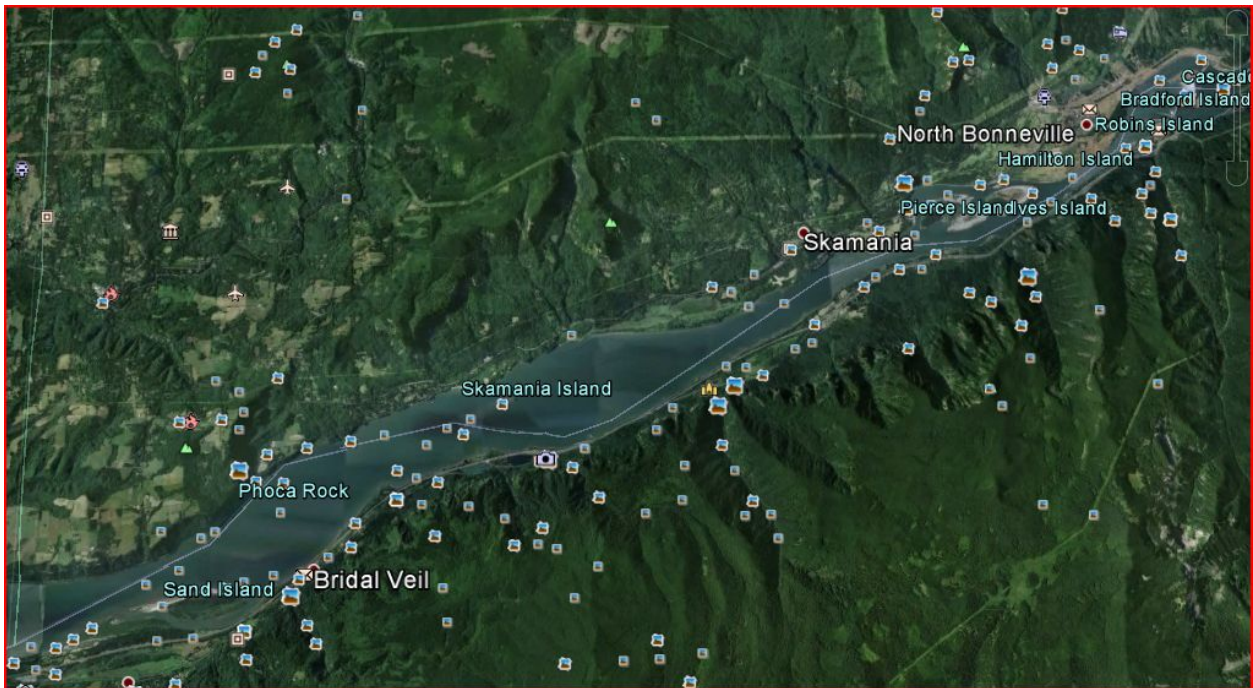 Cascad
Bradford Island
Robins Island
North Bonneville
Hamilton Island
Pierce Island
Ives Island
Skamania
Skamania Island
Phoca Rock
Sand Island
Bridal Veil